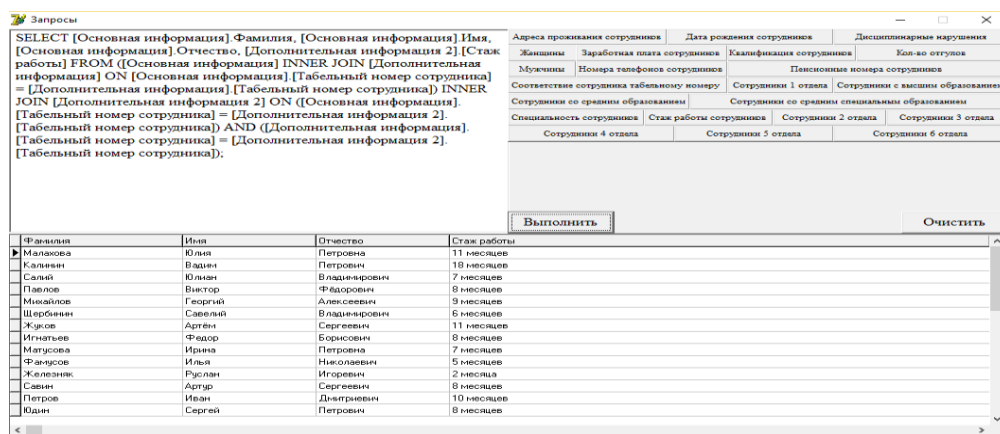 Запросы
SELECT [Основная информация].Фамилия, [Основная информация].Имя,
[Основная информация].Отчество, [Дополнительная информация 2].[Стаж
работы] FROM ([Основная информация] INNER JOIN [Дополнительная
информация] ON [Основная информация].[Табельный номер сотрудника]
= [Дополнительная информация].[Табельный номер сотрудника]) INNER
JOIN [Дополнительная информация 2] ON ([Основная информация].
[Табельный номер сотрудника] = [Дополнительная информация 2].
[Табельный номер сотрудника]) AND ([Дополнительная информация].
[Табельный номер сотрудника] = [Дополнительная информация 2].
[Табельный номер сотрудника]);
Адреса проживания сотрудников Дата рождения сотрудников Дисциплинарные нарушения
Женщины Заработная плата сотрудников Квалификация сотрудников Кол-во отгулов
Мужчины Номера телефонов сотрудников Пенсионные номера сотрудников
Соответствие сотрудника табельному номеру Сотрудники 1 отдела Сотрудники с высшим образованием
Сотрудники со средним образованием Сотрудники со средним специальным образованием
Специальность сотрудников Стаж работы сотрудников Сотрудники 2 отдела Сотрудники 3 отдела
Сотрудники 4 отдела Сотрудники 5 отдела Сотрудники 6 отдела
Выполнить Очистить
Фамилия Имя Отчество Стаж работы
Малахова Юлия Петровна 11 месяцев
Калинин Вадим Петрович 18 месяцев
Салий Юлиан Владимирович 7 месяцев
Павлов Виктор Фёдорович 8 месяцев
Михайлов Георгий Алексеевич 9 месяцев
Щербинин Савелий Владимирович 6 месяцев
Жуков Артём Сергеевич 11 месяцев
Игнатьев Федор Борисович 8 месяцев
Матусова Ирина Петровна 7 месяцев
Фамусов Илья Николаевич 5 месяцев
Железняк Руслан Игоревич 2 месяца
Савин Артур Сергеевич 8 месяцев
Петров Иван Дмитриевич 10 месяцев
Юдин Сергей Петрович 8 месяцев